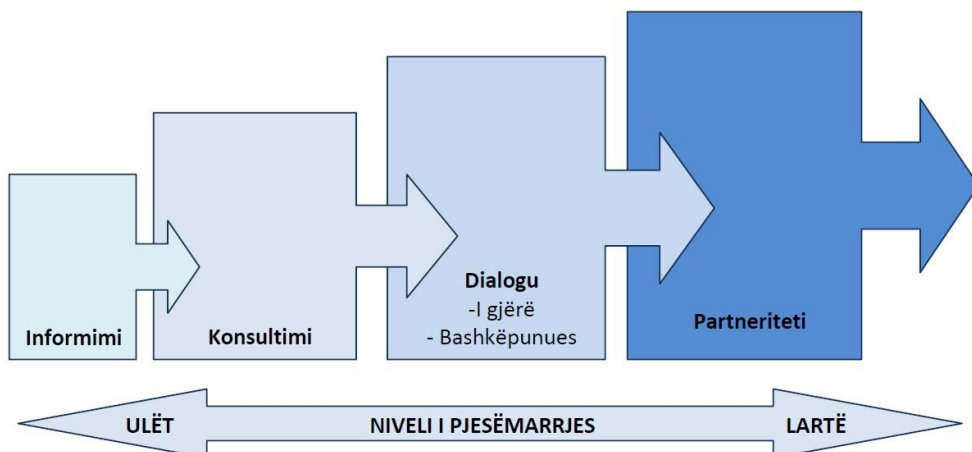 Informimi
Konsultimi
Dialogu
-I gjërë
- Bashkëpunues
Partneriteti
ULËT
NIVELI I PJESËMARRJES
LARTË